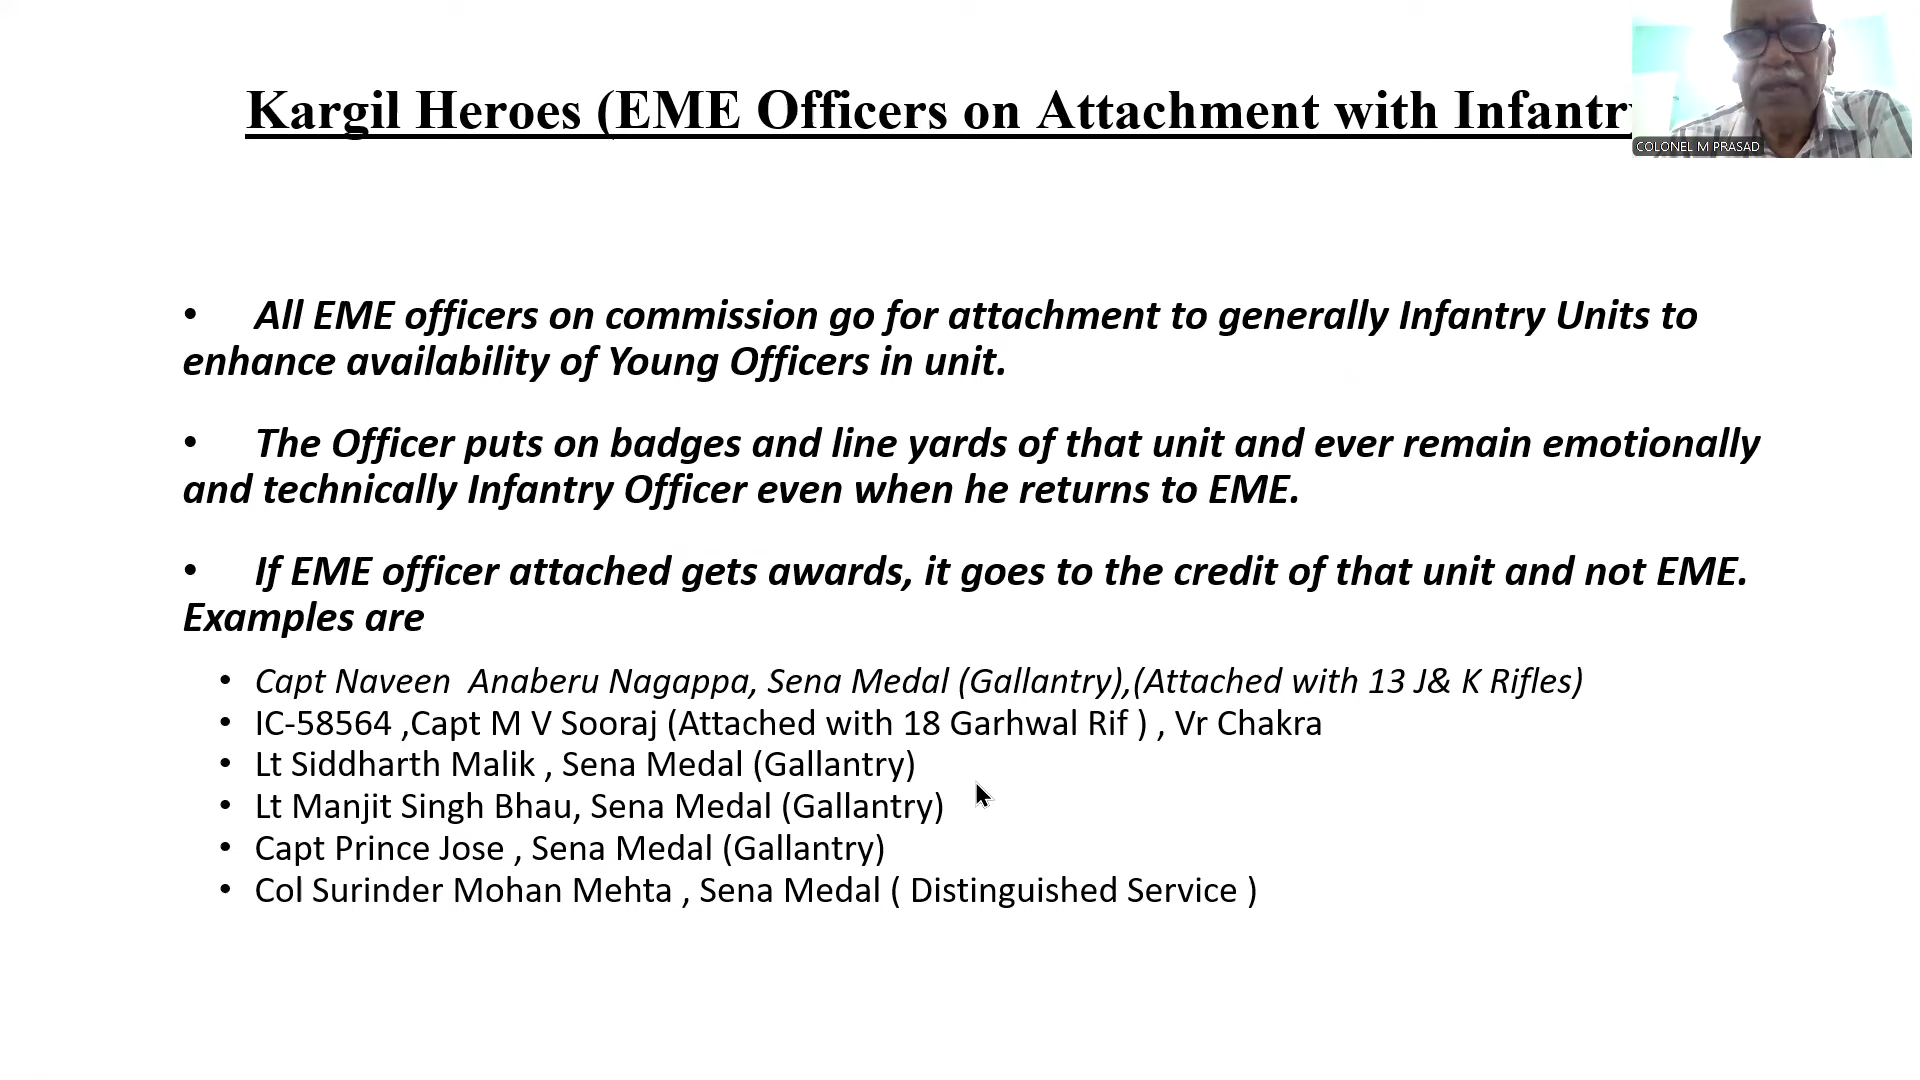 Kargil Heroes (EME Officers on Attachment with Infantry
COLONEL M PRASAD
• All EME officers on commission go for attachment to generally Infantry Units to
enhance availability of Young Officers in unit.
• The Officer puts on badges and line yards of that unit and ever remain emotionally
and technically Infantry Officer even when he returns to EME.
• If EME officer attached gets awards, it goes to the credit of that unit and not EME.
Examples are
• Capt Naveen Anaberu Nagappa, Sena Medal (Gallantry),(Attached with 13 J& K Rifles)
• IC-58564 ,Capt M V Sooraj (Attached with 18 Garhwal Rif ) , Vr Chakra
• Lt Siddharth Malik , Sena Medal (Gallantry)
• Lt Manjit Singh Bhau, Sena Medal (Gallantry)
• Capt Prince Jose , Sena Medal (Gallantry)
• Col Surinder Mohan Mehta , Sena Medal ( Distinguished Service )